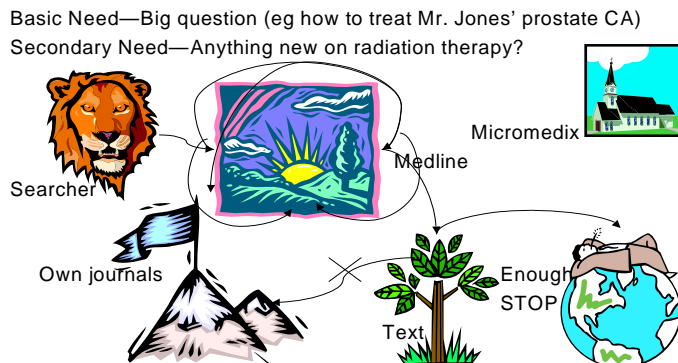 Basic Need—Big question (eg how to treat Mr. Jones’ prostate CA)
Secondary Need—Anything new on radiation therapy?
Micromedix
Medline
Searcher
Own journals
Enough
STOP
Text